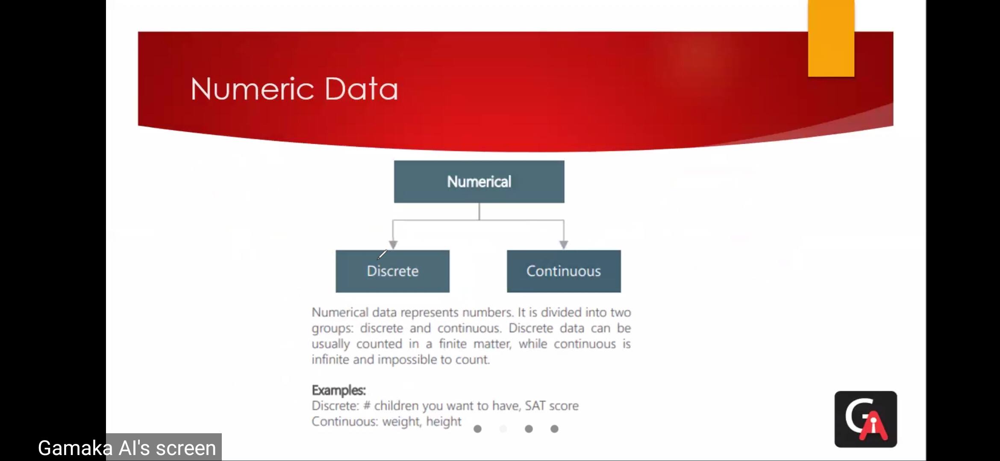 Numeric Data
Numerical
Discrete
Continuous
Numerical data represents numbers. It is divided into two
groups: discrete and continuous. Discrete data can be
usually counted in a finite matter, while continuous is
infinite and impossible to count.
Examples:
Discrete: # children you want to have, SAT score
Continuous: weight, height
GA
Gamaka AI's screen